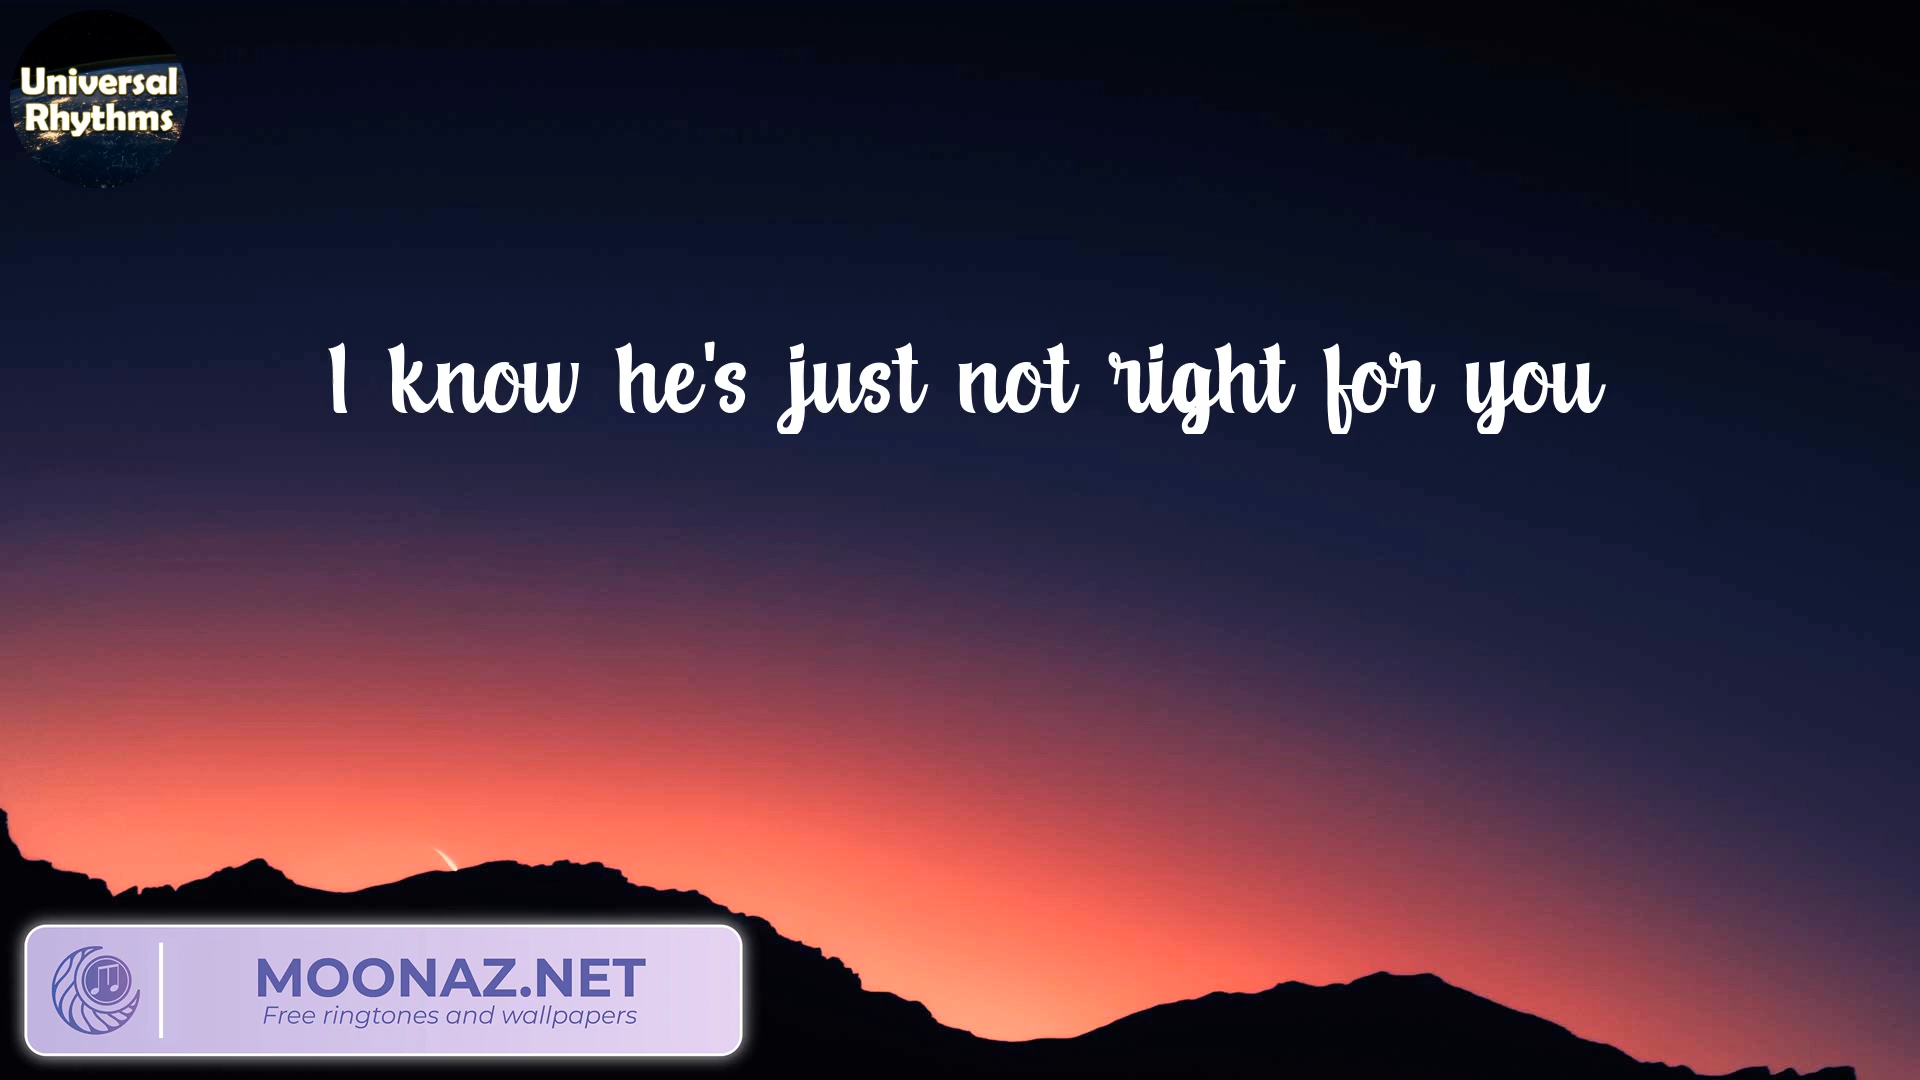 Universal
Rhythms
I know he's just not right for you
MOONAZ.NET
Free ringtones and wallpapers